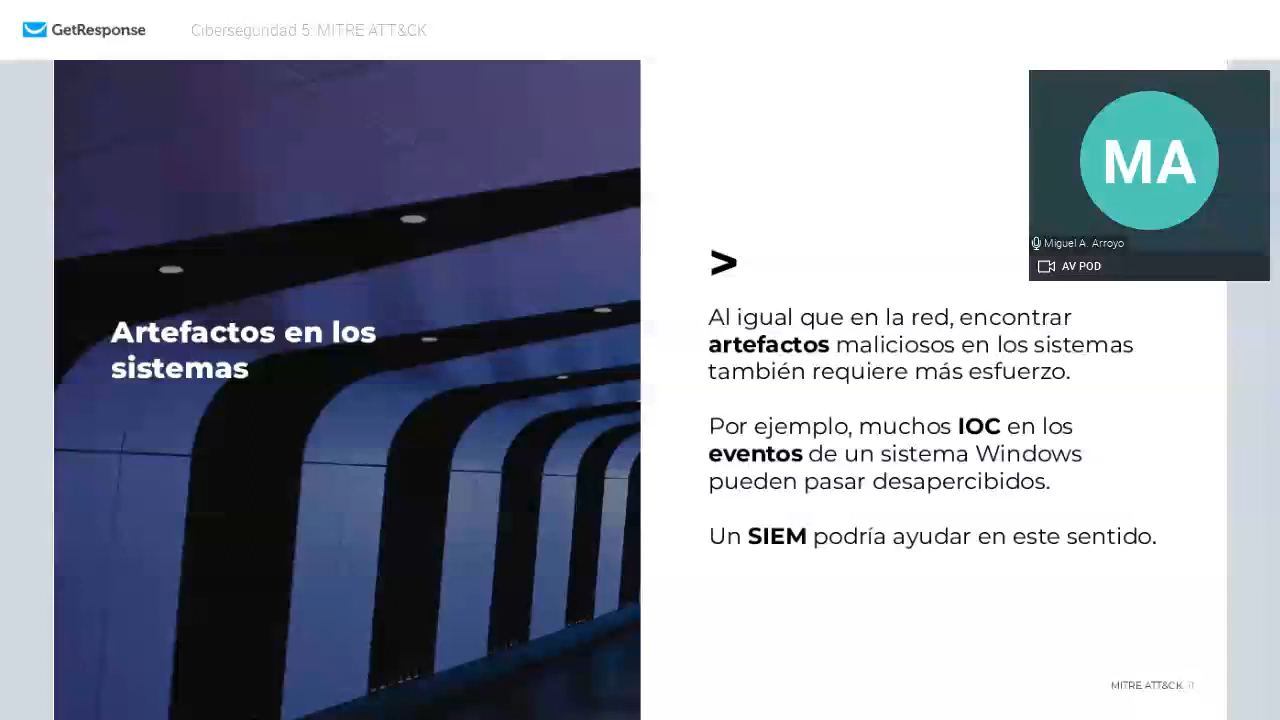 GetResponse
Ciberseguridad 5: MITRE ATT&CK
MA
Miguel A. Arroyo
AV POD
Artefactos en los
sistemas
>
Al igual que en la red, encontrar
artefactos maliciosos en los sistemas
también requiere más esfuerzo.
Por ejemplo, muchos IOC en los
eventos de un sistema Windows
pueden pasar desapercibidos.
Un SIEM podría ayudar en este sentido.
MITRE ATT&CK